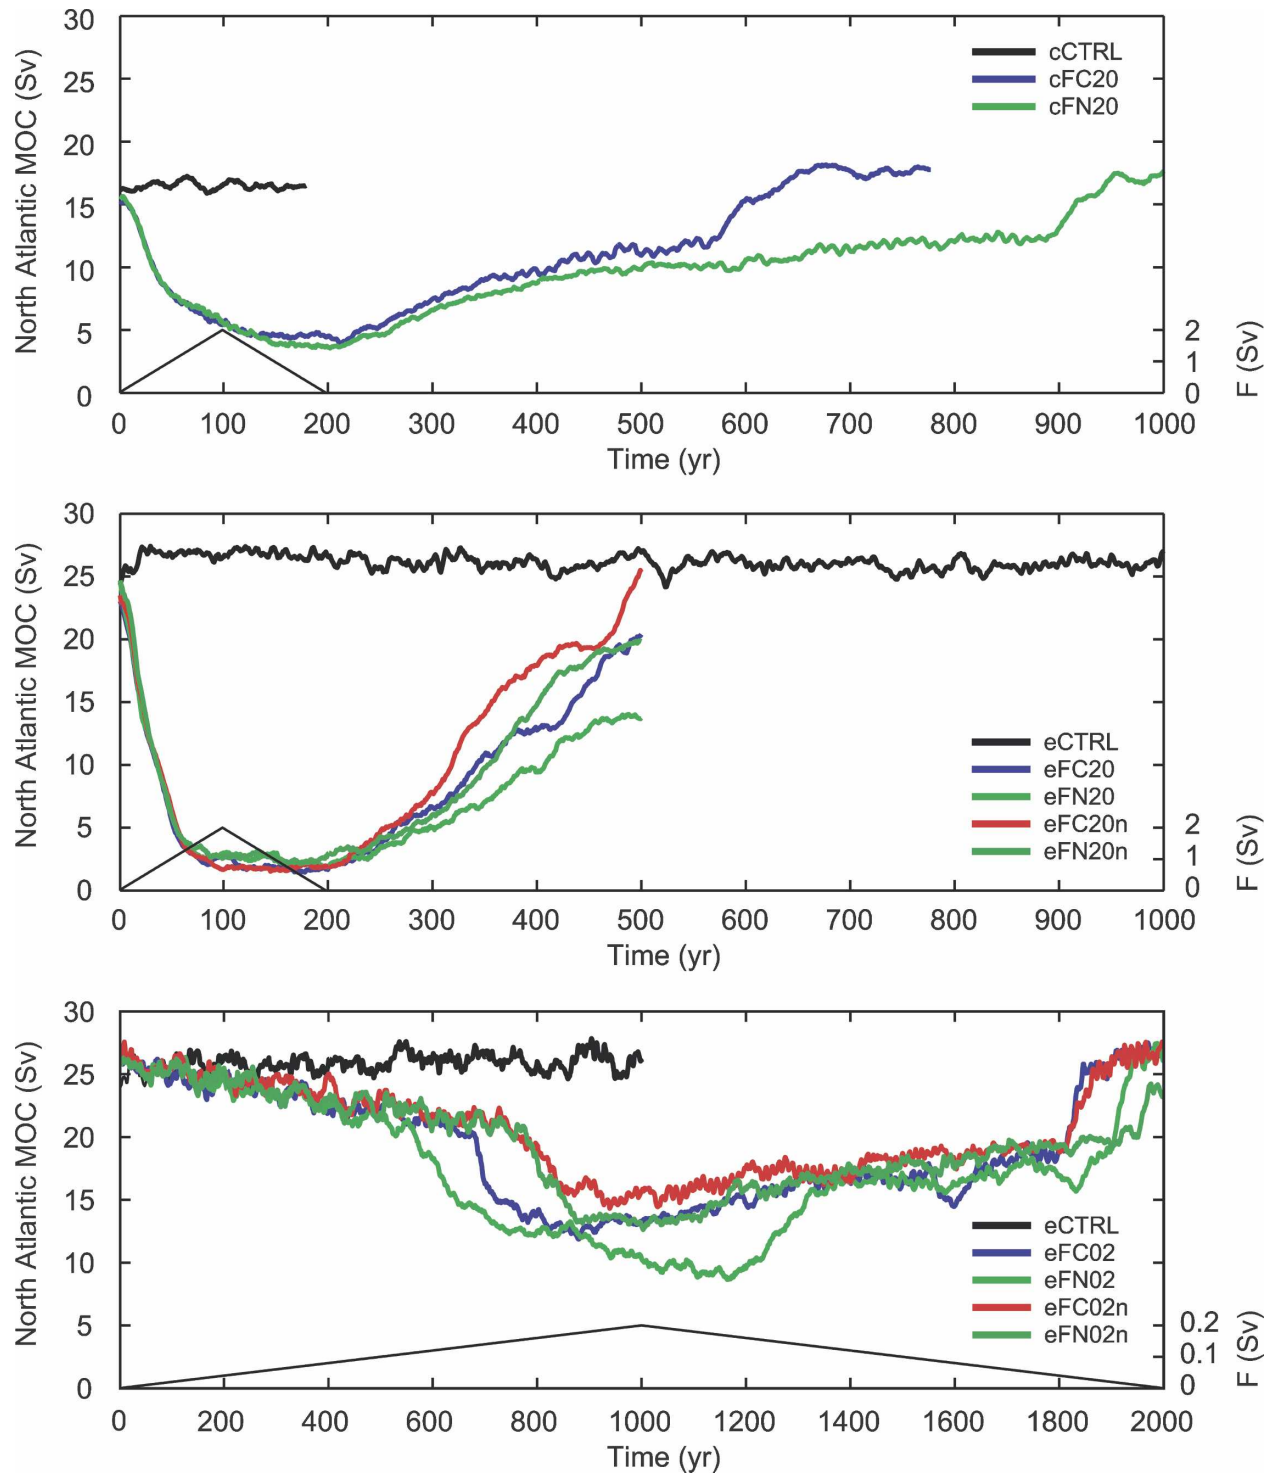 North Atlantic MOC (Sv)
30
25
20
15
10
5
0
cCTRL
cFC20
cFN20
2
1
0
F (Sv)
0 100 200 300 400 500 600 700 800 900 1000
Time (yr)
North Atlantic MOC (Sv)
30
25
20
15
10
5
0
eCTRL
eFC20
eFN20
eFC20n
eFN20n
2
1
0
F (Sv)
0 100 200 300 400 500 600 700 800 900 1000
Time (yr)
North Atlantic MOC (Sv)
30
25
20
15
10
5
0
eCTRL
eFC02
eFN02
eFC02n
eFN02n
0.2
0.1
0
F (Sv)
0 200 400 600 800 1000 1200 1400 1600 1800 2000
Time (yr)